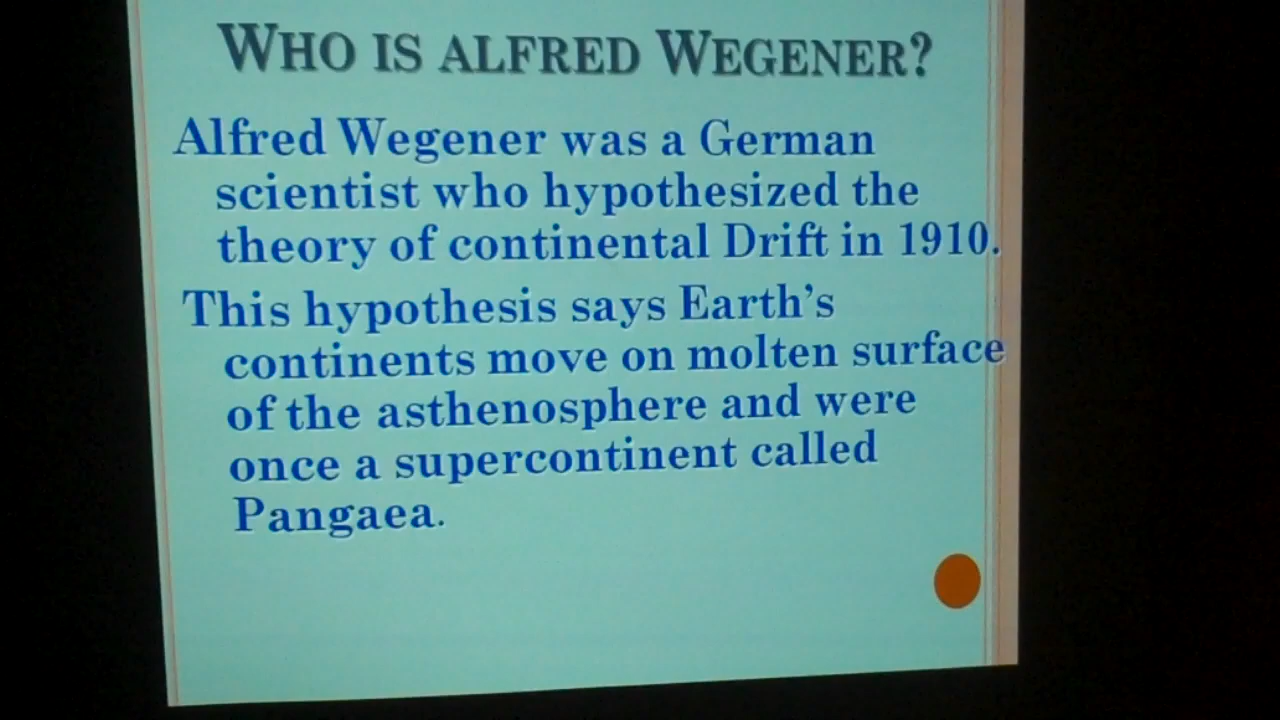 WHO IS ALFRED WEGENER?
Alfred Wegener was a German
scientist who hypothesized the
theory of continental Drift in 1910.
This hypothesis says Earth's
continents move on molten surface
of the asthenosphere and were
once a supercontinent called
Pangaea.